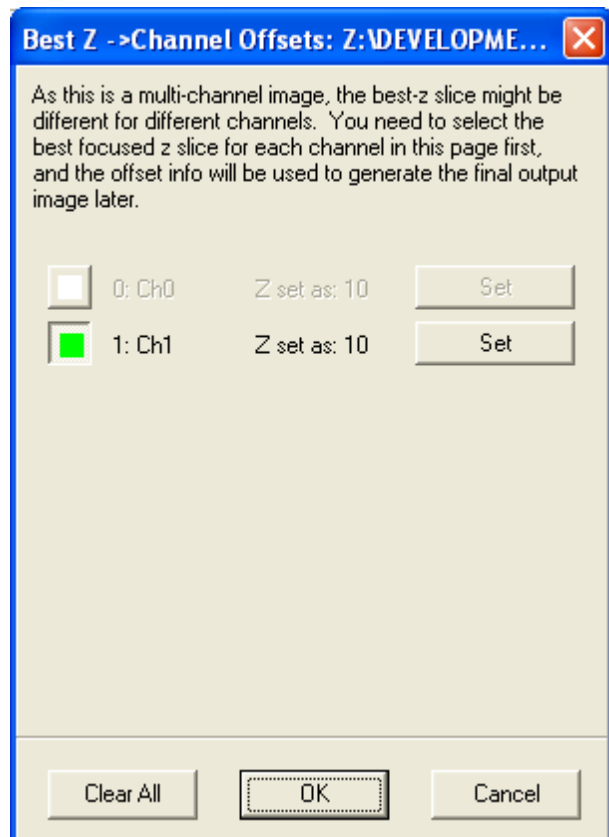 Best Z ->Channel Offsets: Z:\DEVELOPME...
As this is a multi-channel image, the best-z slice might be
different for different channels.  You need to select the
best focused z slice for each channel in this page first,
and the offset info will be used to generate the final output
image later.
0: Ch0 Z set as: 10 Set
1: Ch1 Z set as: 10 Set
Clear All OK Cancel